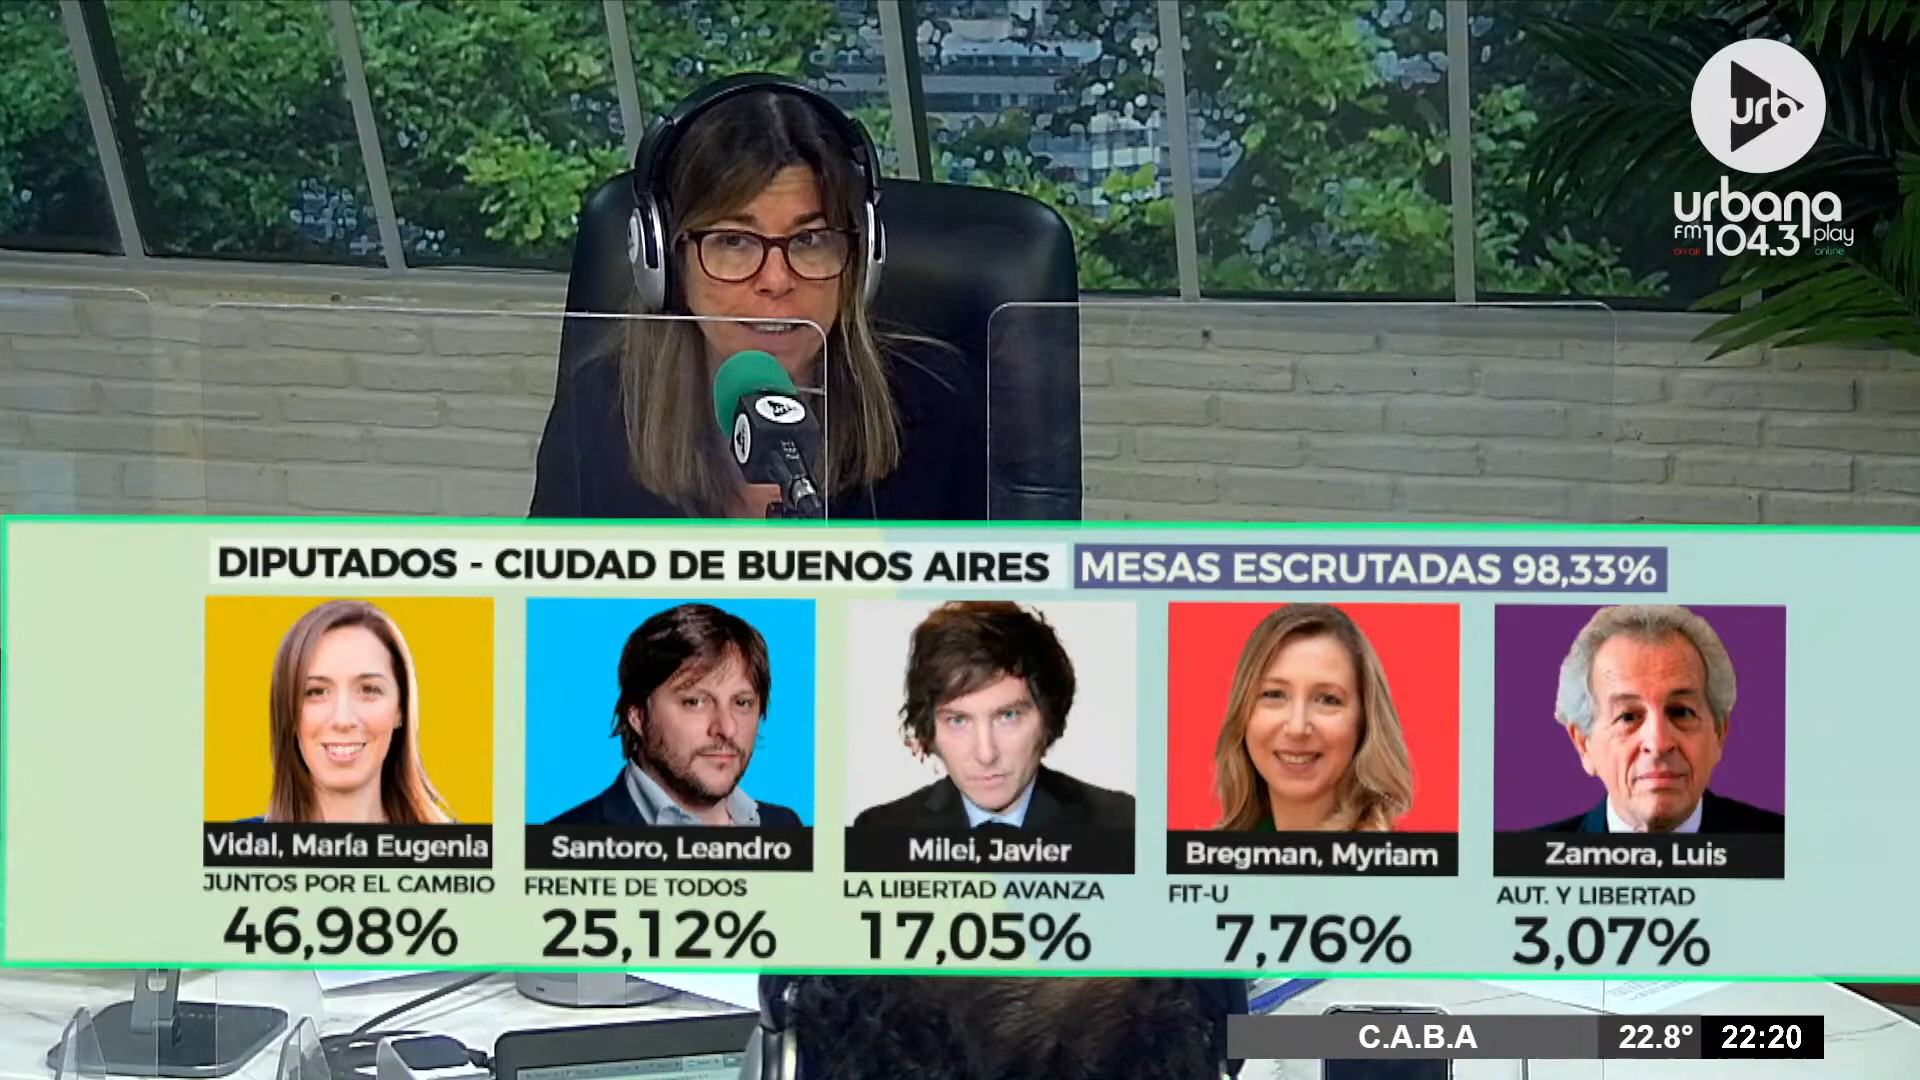 urb
urbana
FM 104.3 play
on air online
DIPUTADOS - CIUDAD DE BUENOS AIRES MESAS ESCRUTADAS 98,33%
Vidal, María Eugenia
JUNTOS POR EL CAMBIO
46,98%
Santoro, Leandro
FRENTE DE TODOS
25,12%
Milei, Javier
LA LIBERTAD AVANZA
17,05%
Bregman, Myriam
FIT-U
7,76%
Zamora, Luis
AUT. Y LIBERTAD
3,07%
C.A.B.A 22.8° 22:20